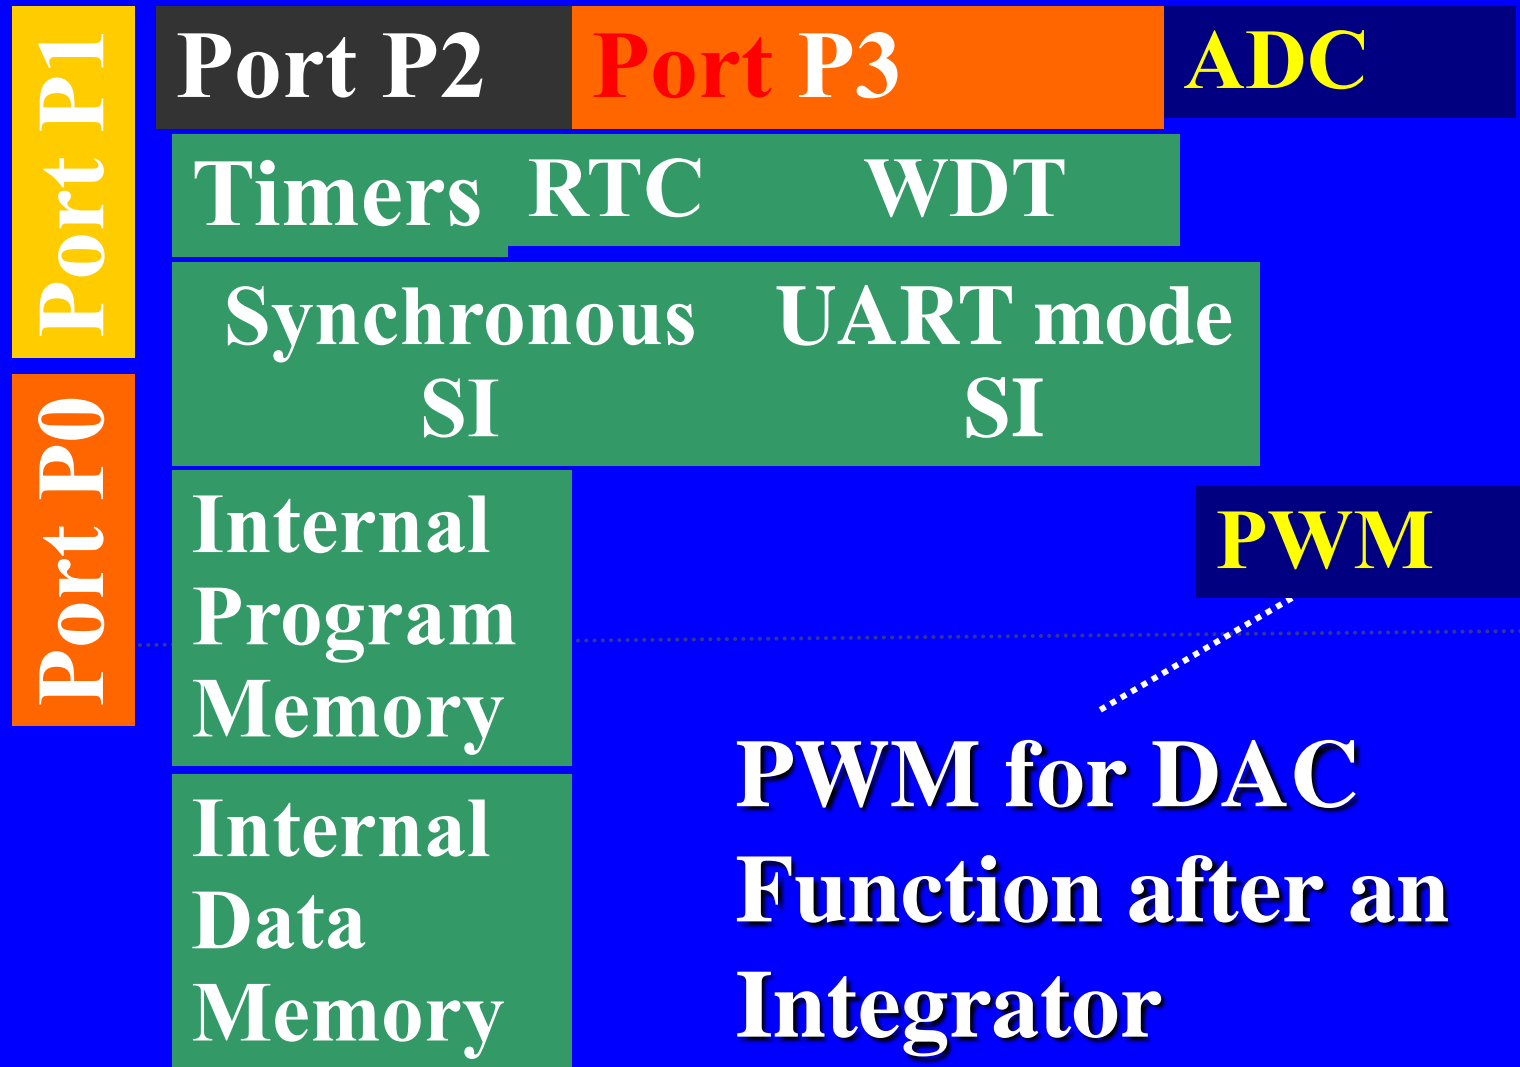 Port P1
Port P2
Port P3
ADC
Timers
RTC
WDT
Synchronous
SI
UART mode
SI
Port P0
Internal
Program
Memory
PWM
Internal
Data
Memory
PWM for DAC
Function after an
Integrator